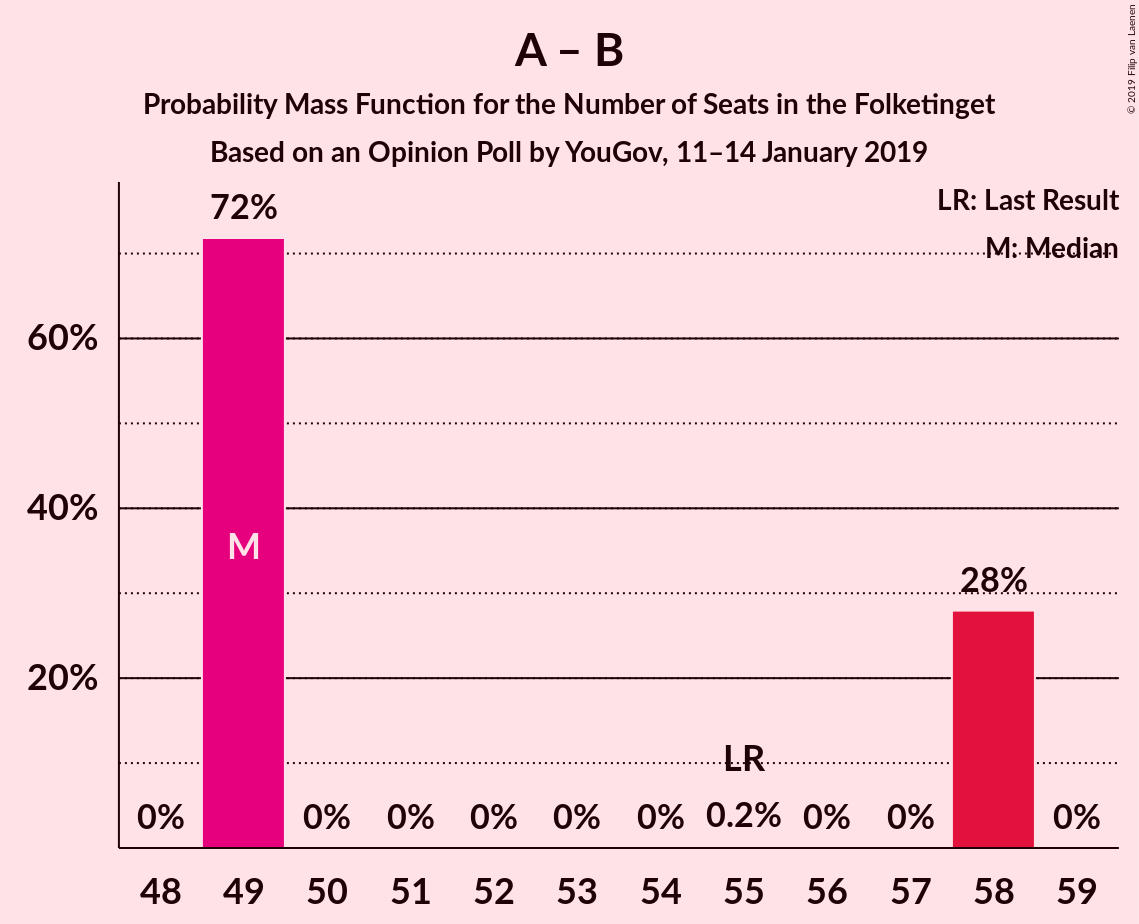 A – B
Probability Mass Function for the Number of Seats in the Folketinget
Based on an Opinion Poll by YouGov, 11–14 January 2019
© 2019 Filip van Laenen
LR: Last Result
M: Median
72%
60%
40%
20%
M
28%
LR
0% 0% 0% 0% 0% 0% 0.2% 0% 0% 0%
48 49 50 51 52 53 54 55 56 57 58 59